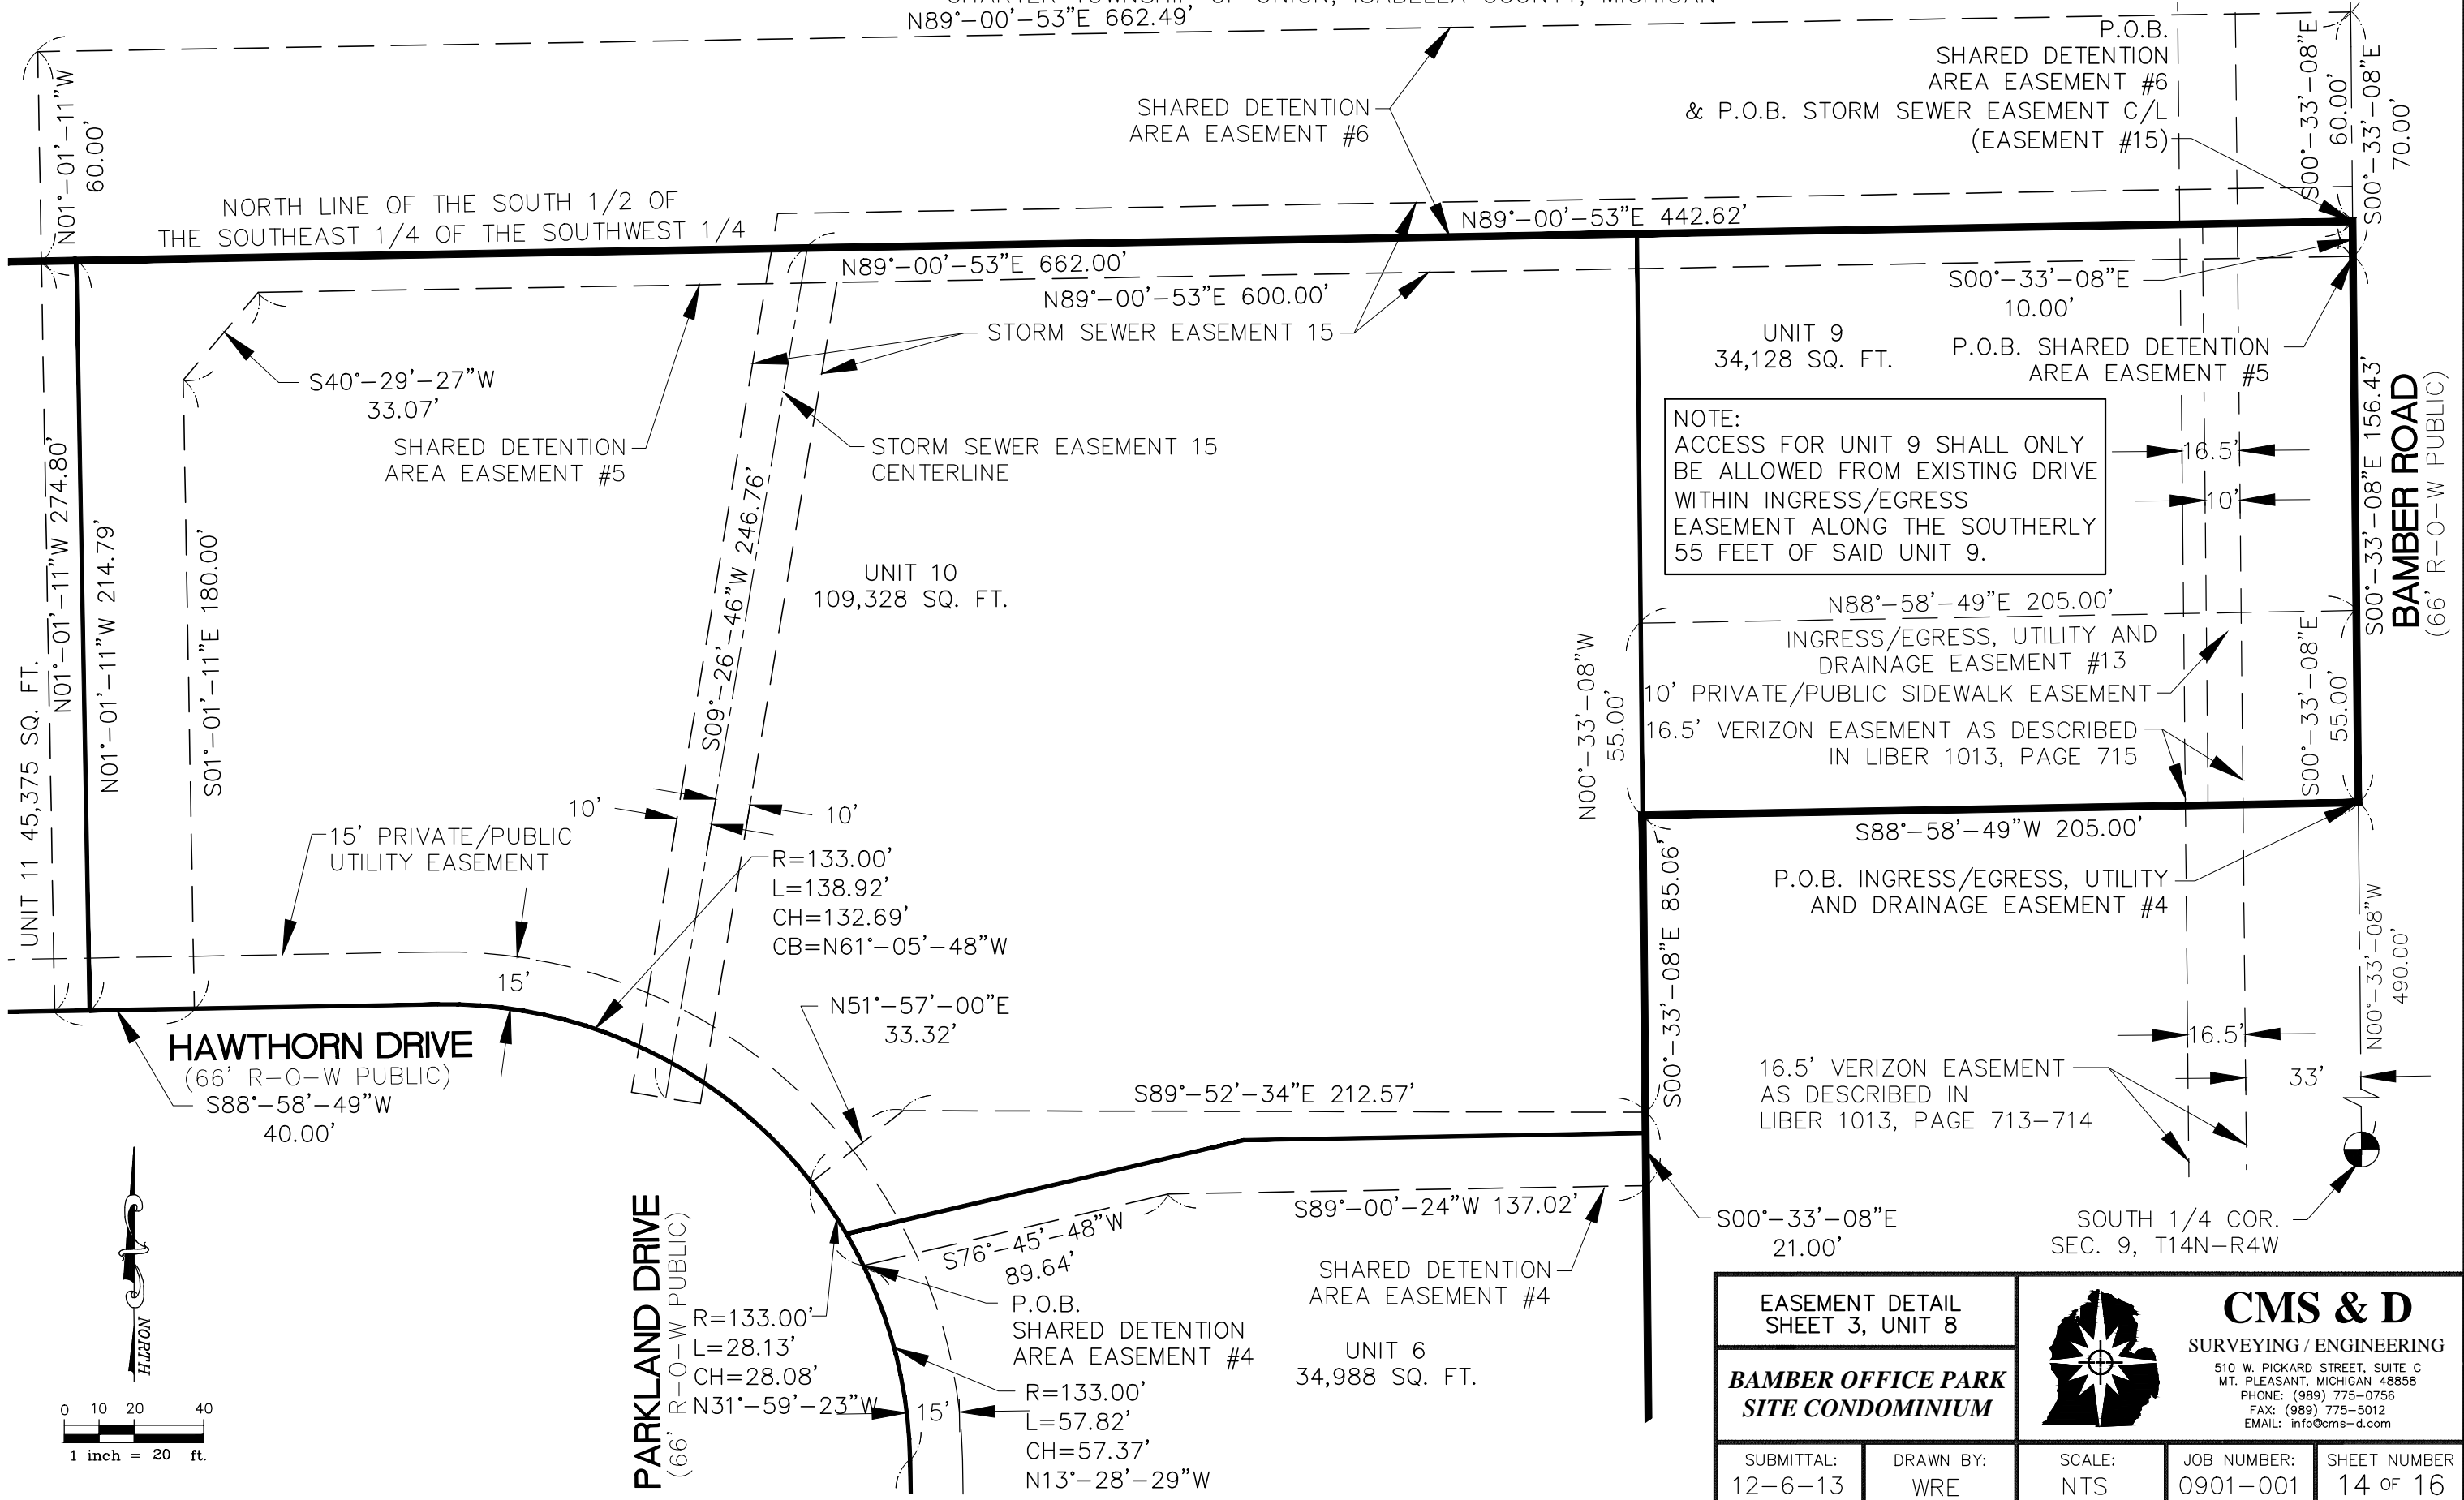 N89°-00'-53"E 662.49'
N01°-01'-11"W
60.00'
SHARED DETENTION
AREA EASEMENT #6
P.O.B.
SHARED DETENTION
AREA EASEMENT #6
& P.O.B. STORM SEWER EASEMENT C/L
(EASEMENT #15)
S00°-33'-08"E
60.00'
S00°-33'-08"E
70.00'
NORTH LINE OF THE SOUTH 1/2 OF
THE SOUTHEAST 1/4 OF THE SOUTHWEST 1/4
N89°-00'-53"E 442.62'
N89°-00'-53"E 662.00'
N89°-00'-53"E 600.00'
STORM SEWER EASEMENT 15
S00°-33'-08"E
10.00'
UNIT 9
34,128 SQ. FT.
P.O.B. SHARED DETENTION
AREA EASEMENT #5
S40°-29'-27"W
33.07'
SHARED DETENTION
AREA EASEMENT #5
STORM SEWER EASEMENT 15
CENTERLINE
NOTE:
ACCESS FOR UNIT 9 SHALL ONLY
BE ALLOWED FROM EXISTING DRIVE
WITHIN INGRESS/EGRESS
EASEMENT ALONG THE SOUTHERLY
55 FEET OF SAID UNIT 9.
16.5'
10'
S00°-33'-08"E 156.43'
BAMBER ROAD
(66' R-O-W PUBLIC)
UNIT 11 45,375 SQ. FT.
N01°-01'-11"W 274.80'
N01°-01'-11"W 214.79'
S01°-01'-11"E 180.00'
S09°-26'-46"W 246.76'
UNIT 10
109,328 SQ. FT.
N88°-58'-49"E 205.00'
INGRESS/EGRESS, UTILITY AND
DRAINAGE EASEMENT #13
10' PRIVATE/PUBLIC SIDEWALK EASEMENT
16.5' VERIZON EASEMENT AS DESCRIBED
IN LIBER 1013, PAGE 715
N00°-33'-08"W
55.00'
S00°-33'-08"E
55.00'
10'
10'
15' PRIVATE/PUBLIC
UTILITY EASEMENT
R=133.00'
L=138.92'
CH=132.69'
CB=N61°-05'-48"W
S88°-58'-49"W 205.00'
P.O.B. INGRESS/EGRESS, UTILITY
AND DRAINAGE EASEMENT #4
S00°-33'-08"E 85.06'
N00°-33'-08"W
490.00'
15'
N51°-57'-00"E
33.32'
HAWTHORN DRIVE
(66' R-O-W PUBLIC)
S88°-58'-49"W
40.00'
S89°-52'-34"E 212.57'
16.5'
33'
16.5' VERIZON EASEMENT
AS DESCRIBED IN
LIBER 1013, PAGE 713-714
S89°-00'-24"W 137.02'
S76°-45'-48"W
89.64'
S00°-33'-08"E
21.00'
SOUTH 1/4 COR.
SEC. 9, T14N-R4W
SHARED DETENTION
AREA EASEMENT #4
PARKLAND DRIVE
(66' R-O-W PUBLIC)
P.O.B.
SHARED DETENTION
AREA EASEMENT #4
R=133.00'
L=28.13'
CH=28.08'
N31°-59'-23"W
15'
R=133.00'
L=57.82'
CH=57.37'
N13°-28'-29"W
UNIT 6
34,988 SQ. FT.
NORTH
0 10 20 40
1 inch = 20 ft.
EASEMENT DETAIL
SHEET 3, UNIT 8
BAMBER OFFICE PARK
SITE CONDOMINIUM
CMS & D
SURVEYING / ENGINEERING
510 W. PICKARD STREET, SUITE C
MT. PLEASANT, MICHIGAN 48858
PHONE: (989) 775-0756
FAX: (989) 775-5012
EMAIL: info@cms-d.com
SUBMITTAL:
12-6-13
DRAWN BY:
WRE
SCALE:
NTS
JOB NUMBER:
0901-001
SHEET NUMBER
14 OF 16